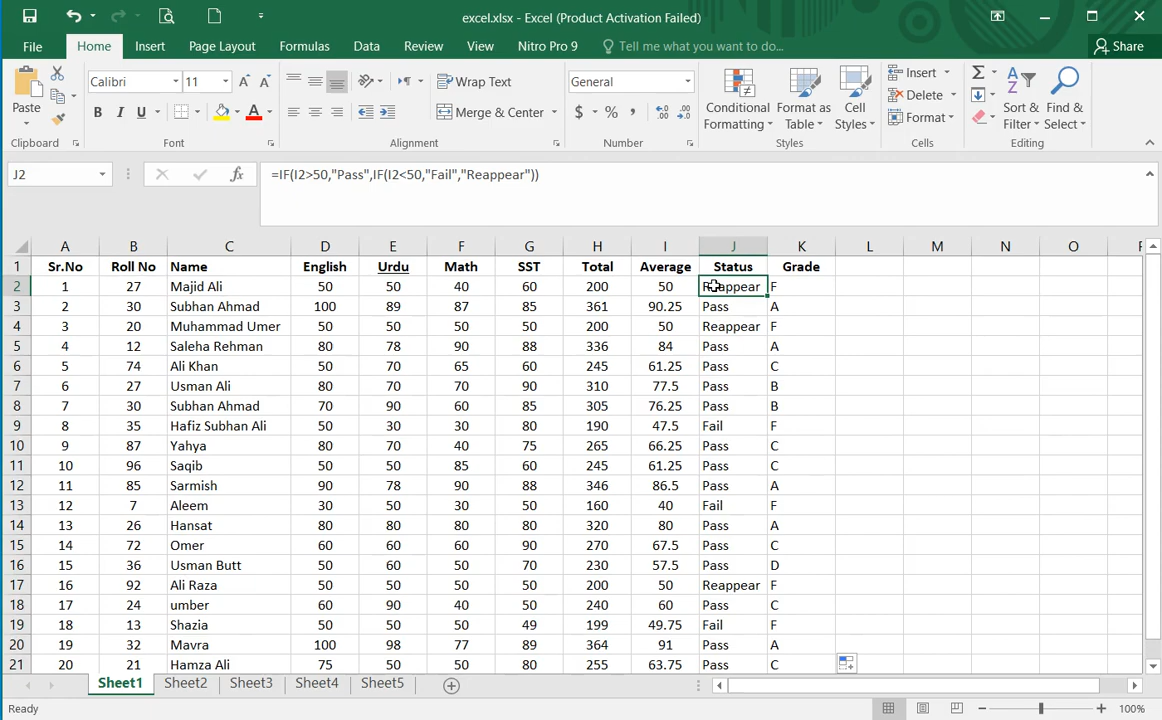 excel.xlsx - Excel (Product Activation Failed)
File Home Insert Page Layout Formulas Data Review View Nitro Pro 9 Tell me what you want to do... Share
Paste
Calibri 11 A A
B I U A
Wrap Text
Merge & Center
General
$ % , .0 .00 .00 .0
Conditional Formatting
Format as Table
Cell Styles
Insert
Delete
Format
Sort & Filter
Find & Select
Clipboard Font Alignment Number Styles Cells Editing
J2 fx =IF(I2>50,"Pass",IF(I2<50,"Fail","Reappear"))
A B C D E F G H I J K L M N O
1 Sr.No Roll No Name English Urdu Math SST Total Average Status Grade
2 1 27 Majid Ali 50 50 40 60 200 50 Reappear F
3 2 30 Subhan Ahmad 100 89 87 85 361 90.25 Pass A
4 3 20 Muhammad Umer 50 50 50 50 200 50 Reappear F
5 4 12 Saleha Rehman 80 78 90 88 336 84 Pass A
6 5 74 Ali Khan 50 70 65 60 245 61.25 Pass C
7 6 27 Usman Ali 80 70 70 90 310 77.5 Pass B
8 7 30 Subhan Ahmad 70 90 60 85 305 76.25 Pass B
9 8 35 Hafiz Subhan Ali 50 30 30 80 190 47.5 Fail F
10 9 87 Yahya 80 70 40 75 265 66.25 Pass C
11 10 96 Saqib 50 50 85 60 245 61.25 Pass C
12 11 85 Sarmish 90 78 90 88 346 86.5 Pass A
13 12 7 Aleem 30 50 30 50 160 40 Fail F
14 13 26 Hansat 80 80 80 80 320 80 Pass A
15 14 72 Omer 60 60 60 90 270 67.5 Pass C
16 15 36 Usman Butt 50 60 50 70 230 57.5 Pass D
17 16 92 Ali Raza 50 50 50 50 200 50 Reappear F
18 17 24 umber 60 90 40 50 240 60 Pass C
19 18 13 Shazia 50 50 50 49 199 49.75 Fail F
20 19 32 Mavra 100 98 77 89 364 91 Pass A
21 20 21 Hamza Ali 75 50 50 80 255 63.75 Pass C
Sheet1 Sheet2 Sheet3 Sheet4 Sheet5
Ready 100%